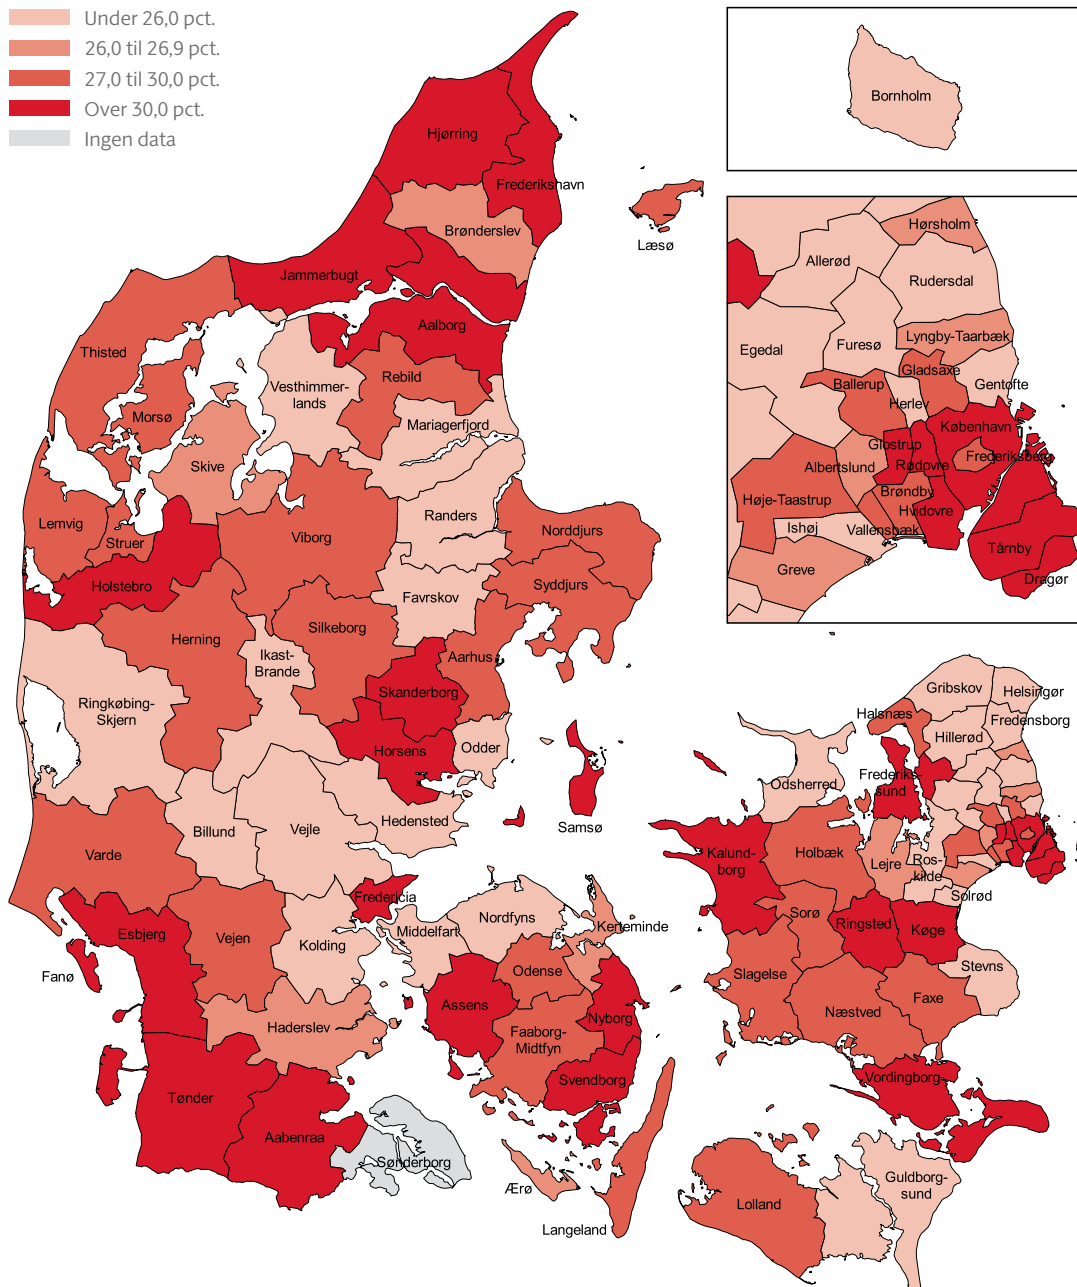 Under 26,0 pct.
26,0 til 26,9 pct.
27,0 til 30,0 pct.
Over 30,0 pct.
Ingen data
Bornholm
Hjørring
Frederikshavn
Brønderslev
Læsø
Jammerbugt
Aalborg
Thisted
Vesthimmer-
lands
Rebild
Morsø
Mariagerfjord
Skive
Lemvig
Struer
Viborg
Randers
Norddjurs
Holstebro
Favrskov
Syddjurs
Herning
Silkeborg
Ikast-
Brande
Aarhus
Ringkøbing-
Skjern
Skanderborg
Horsens
Odder
Samsø
Billund
Vejle
Hedensted
Varde
Fredericia
Esbjerg
Vejen
Kolding
Fanø
Haderslev
Tønder
Aabenraa
Sønderborg
Middelfart
Nordfyns
Kerteminde
Odense
Assens
Nyborg
Faaborg-
Midtfyn
Svendborg
Ærø
Langeland
Hørsholm
Allerød
Rudersdal
Egedal
Furesø
Lyngby-Taarbæk
Gladsaxe
Ballerup
Gentofte
Herlev
København
Glostrup
Frederiksberg
Albertslund
Rødovre
Høje-Taastrup
Brøndby
Hvidovre
Ishøj
Vallensbæk
Greve
Tårnby
Dragør
Gribskov
Helsingør
Halsnæs
Fredensborg
Hillerød
Odsherred
Frederiks-
sund
Kalund-
borg
Holbæk
Lejre
Ros-
kilde
Solrød
Sorø
Ringsted
Køge
Slagelse
Stevns
Næstved
Faxe
Vordingborg
Guldborg-
sund
Lolland